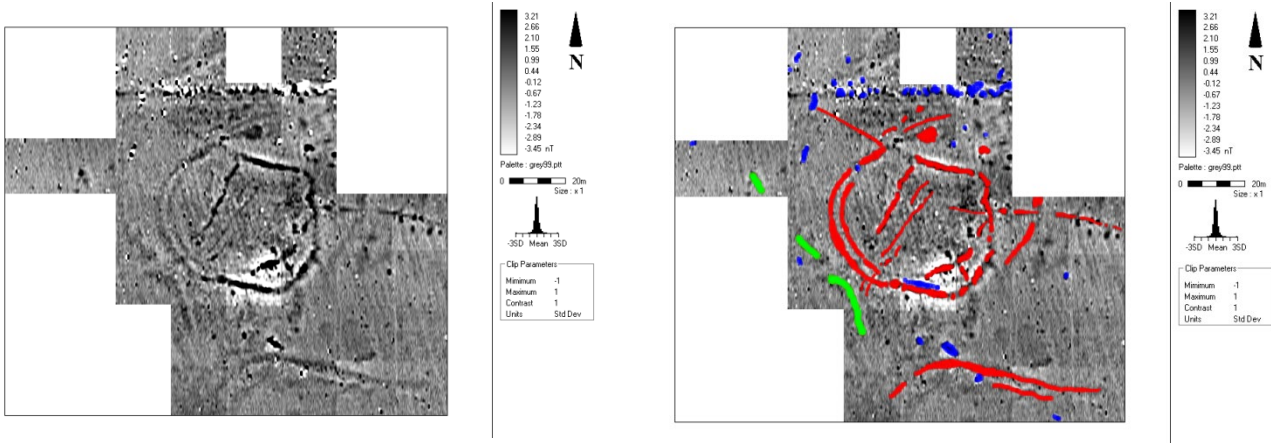 3.21
2.66
2.10
1.55
0.99
0.44
-0.12
-0.67
-1.23
-1.78
-2.34
-2.89
-3.45 nT
N
Palette : grey99.ptt
0 20m
Size : x 1
-3SD Mean 3SD
Clip Parameters
Mimimum -1
Maximum 1
Contrast 1
Units Std Dev
3.21
2.66
2.10
1.55
0.99
0.44
-0.12
-0.67
-1.23
-1.78
-2.34
-2.89
-3.45 nT
N
Palette : grey99.ptt
0 20m
Size : x 1
-3SD Mean 3SD
Clip Parameters
Mimimum -1
Maximum 1
Contrast 1
Units Std Dev